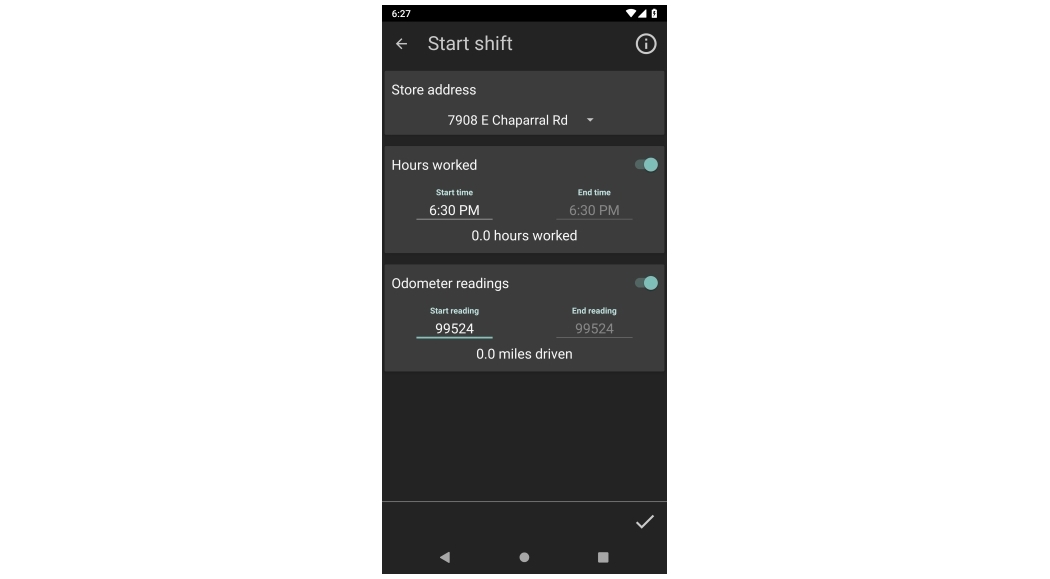 6:27
Start shift
Store address
7908 E Chaparral Rd
Hours worked
Start time End time
6:30 PM 6:30 PM
0.0 hours worked
Odometer readings
Start reading End reading
99524 99524
0.0 miles driven